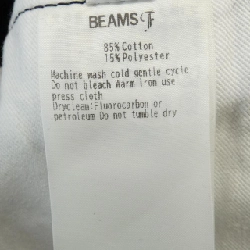 BEAMS F
85% Cotton
15% Polyester
Machine wash cold gentle cycle
Do not bleach Aarm iron use
press cloth
Dryclean:Fluorocarbon or
petroleum Do not tumble dry